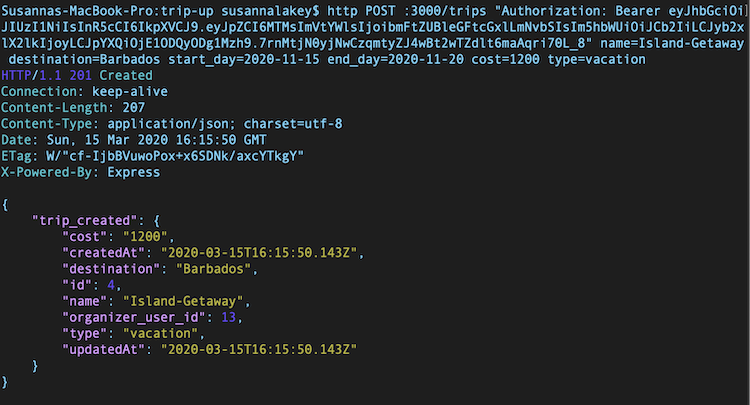 Susannas-MacBook-Pro:trip-up susannalakey$ http POST :3000/trips "Authorization: Bearer eyJhbGciOi
JIUzI1NiIsInR5cCI6IkpXVCJ9.eyJpZCI6MTMsImVtYWlsIjoibmFtZUBleGFtcGxlLmNvbSIsIm5hbWUiOiJCb2IiLCJyb2x
lX2lkIjoyLCJpYXQiOjE1ODQyODg1Mzh9.7rnMtjN0yjNwCzqmtyZJ4wBt2wTZdlt6maAqri70L_8" name=Island-Getaway
destination=Barbados start_day=2020-11-15 end_day=2020-11-20 cost=1200 type=vacation
HTTP/1.1 201 Created
Connection: keep-alive
Content-Length: 207
Content-Type: application/json; charset=utf-8
Date: Sun, 15 Mar 2020 16:15:50 GMT
ETag: W/"cf-IjbBVuwoPox+x6SDNk/axcYTkgY"
X-Powered-By: Express
{
"trip_created": {
"cost": "1200",
"createdAt": "2020-03-15T16:15:50.143Z",
"destination": "Barbados",
"id": 4,
"name": "Island-Getaway",
"organizer_user_id": 13,
"type": "vacation",
"updatedAt": "2020-03-15T16:15:50.143Z"
}
}